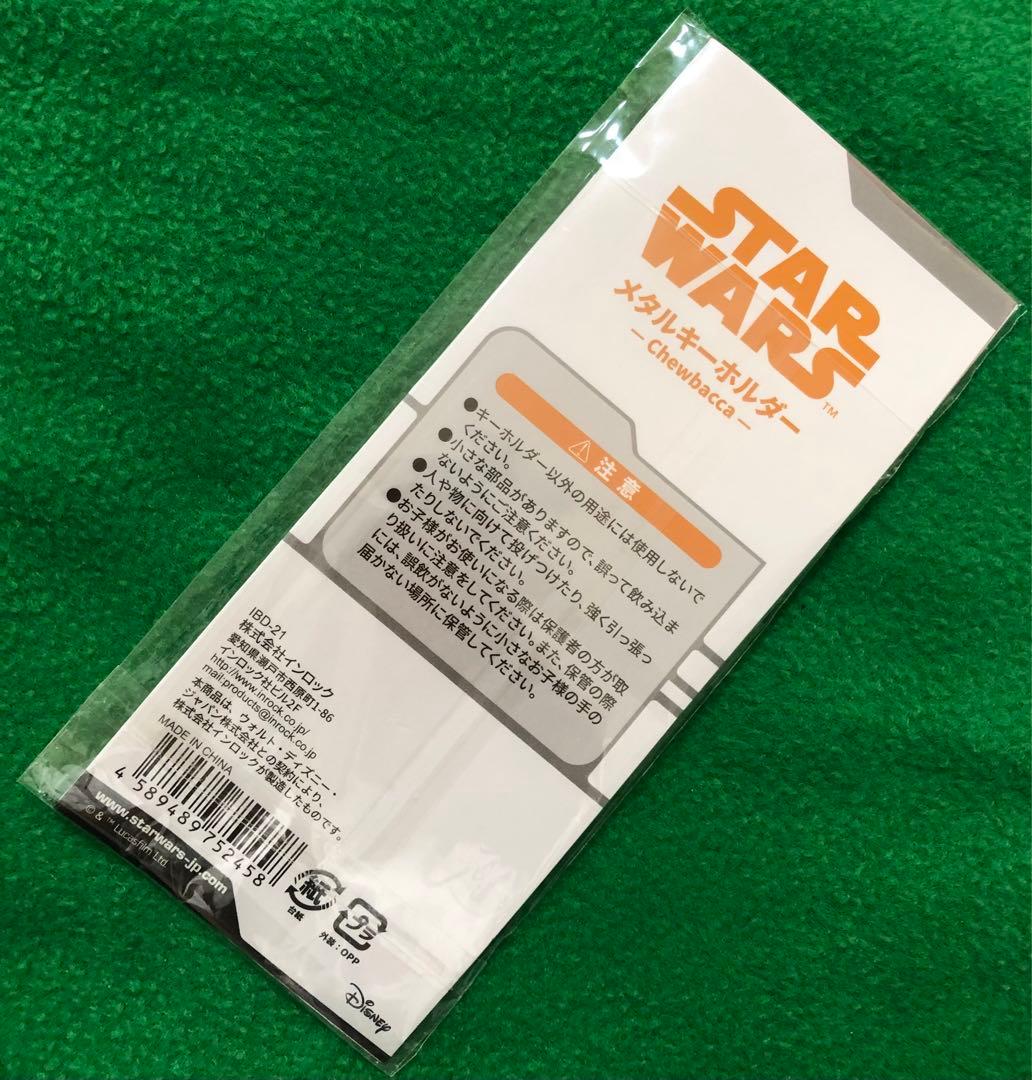 STAR
WARS
TM
メタルキーホルダー
— Chewbacca —
⚠ 注意
●キーホルダー以外の用途には使用しないで
ください。
●小さな部品がありますので、誤って飲み込ま
ないようにご注意ください。
●人や物に向けて投げつけたり、強く引っ張っ
たりしないでください。
●お子様がお使いになる際は保護者の方が取
り扱いに注意をしてください。また、保管の際
には、誤飲がないように小さなお子様の手の
届かない場所に保管してください。
IBD-21
株式会社インロック
愛知県瀬戸市西原町1-86
インロック社ビル2F
http://www.inrock.co.jp/
mail:products@inrock.co.jp
本商品は、ウォルト・ディズニー・
ジャパン株式会社との契約により、
株式会社インロックが製造したものです。
MADE IN CHINA
4 589489 752458
www.starwars-jp.com
© & ™ Lucasfilm Ltd.
紙
台紙
プラ
外装：OPP
Disney